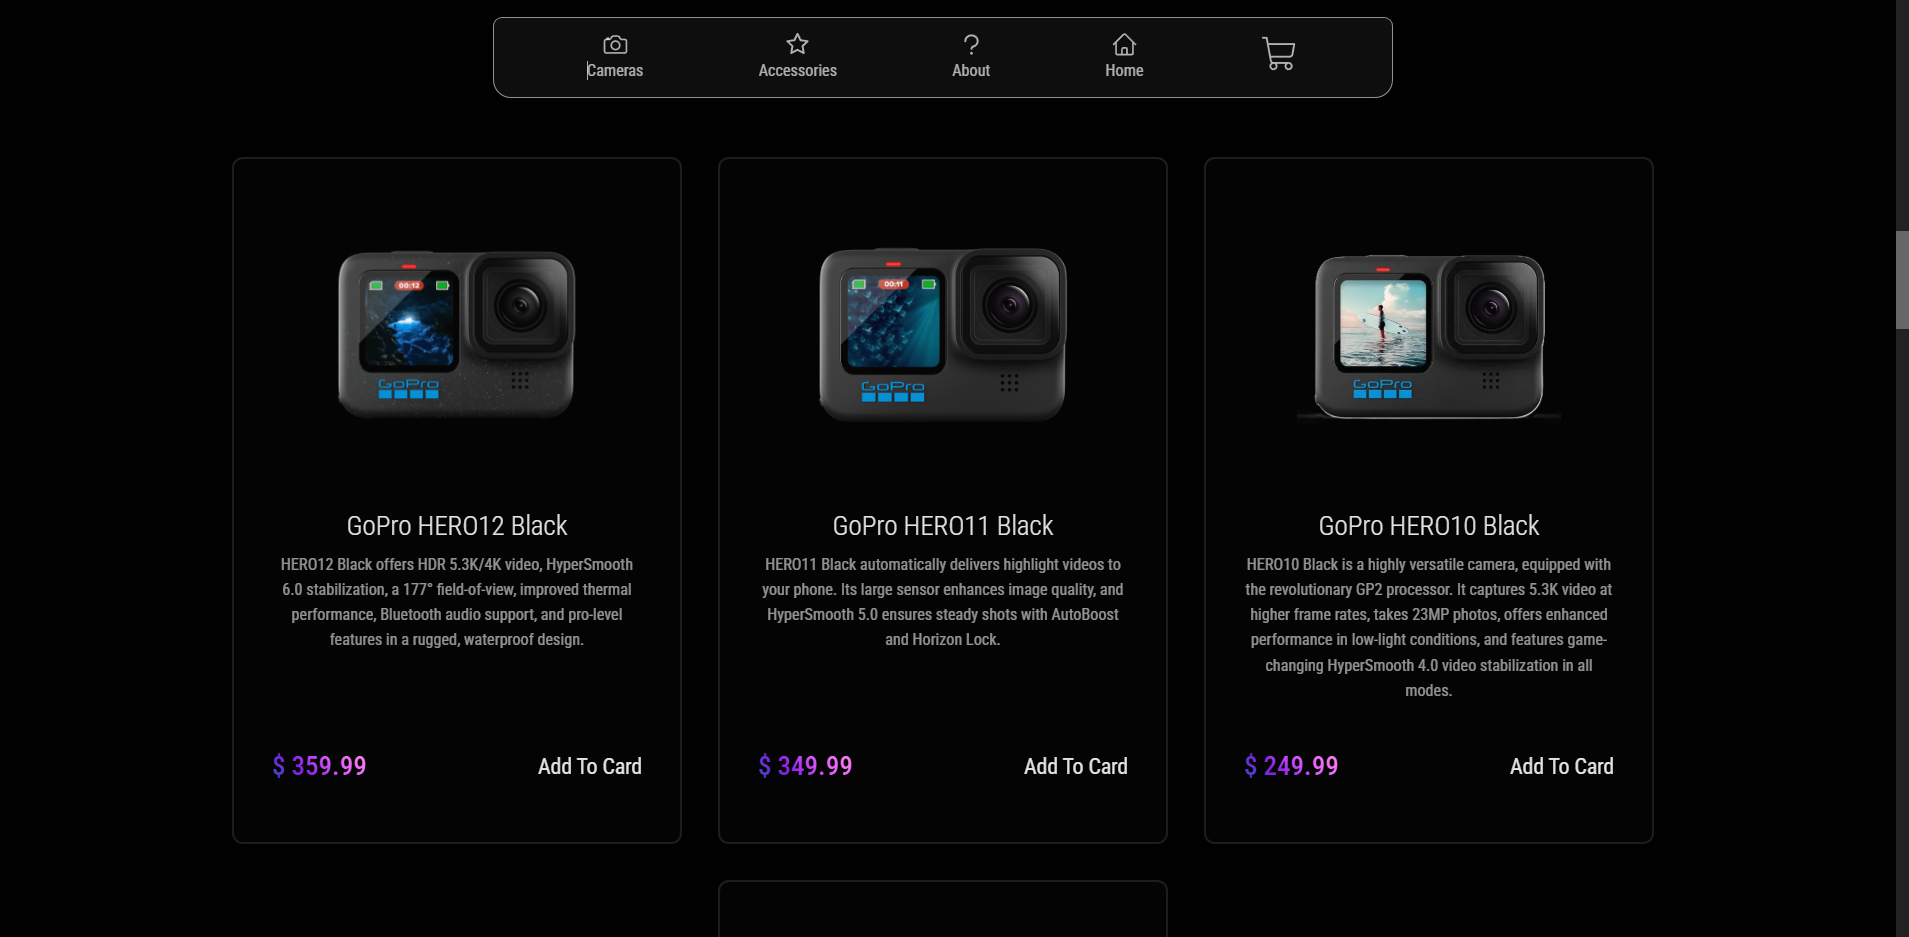 Cameras
Accessories
About
Home
00:12
GoPro
00:11
GoPro
GoPro
GoPro HERO12 Black
HERO12 Black offers HDR 5.3K/4K video, HyperSmooth
6.0 stabilization, a 177° field-of-view, improved thermal
performance, Bluetooth audio support, and pro-level
features in a rugged, waterproof design.
$ 359.99
Add To Card
GoPro HERO11 Black
HERO11 Black automatically delivers highlight videos to
your phone. Its large sensor enhances image quality, and
HyperSmooth 5.0 ensures steady shots with AutoBoost
and Horizon Lock.
$ 349.99
Add To Card
GoPro HERO10 Black
HERO10 Black is a highly versatile camera, equipped with
the revolutionary GP2 processor. It captures 5.3K video at
higher frame rates, takes 23MP photos, offers enhanced
performance in low-light conditions, and features game-
changing HyperSmooth 4.0 video stabilization in all
modes.
$ 249.99
Add To Card